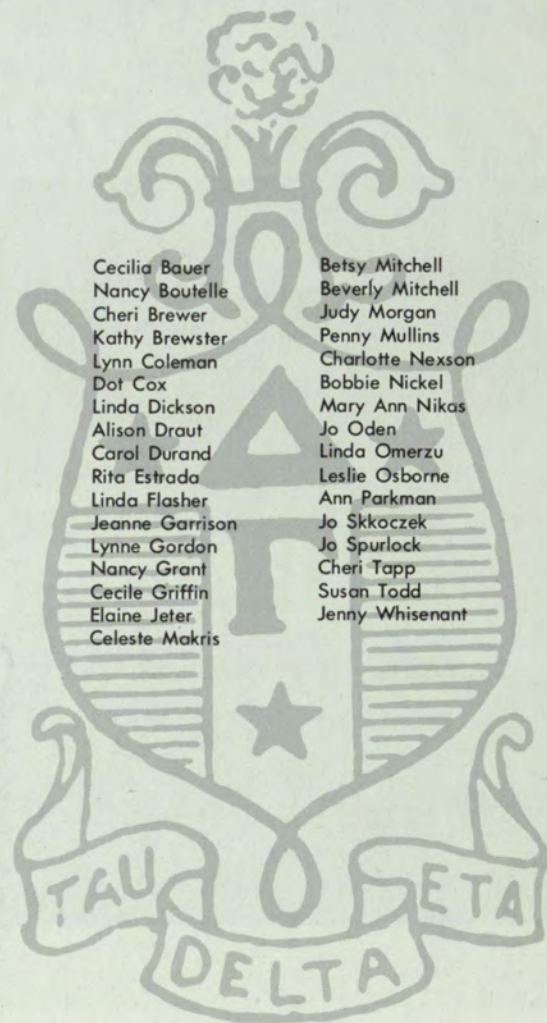 Cecilia Bauer
Nancy Boutelle
Cheri Brewer
Kathy Brewster
Lynn Coleman
Dot Cox
Linda Dickson
Alison Draut
Carol Durand
Rita Estrada
Linda Flasher
Jeanne Garrison
Lynne Gordon
Nancy Grant
Cecile Griffin
Elaine Jeter
Celeste Makris
Betsy Mitchell
Beverly Mitchell
Judy Morgan
Penny Mullins
Charlotte Nexson
Bobbie Nickel
Mary Ann Nikas
Jo Oden
Linda Omerzu
Leslie Osborne
Ann Parkman
Jo Skkoczek
Jo Spurlock
Cheri Tapp
Susan Todd
Jenny Whisenant
Δ
Γ
TAU
DELTA
ETA